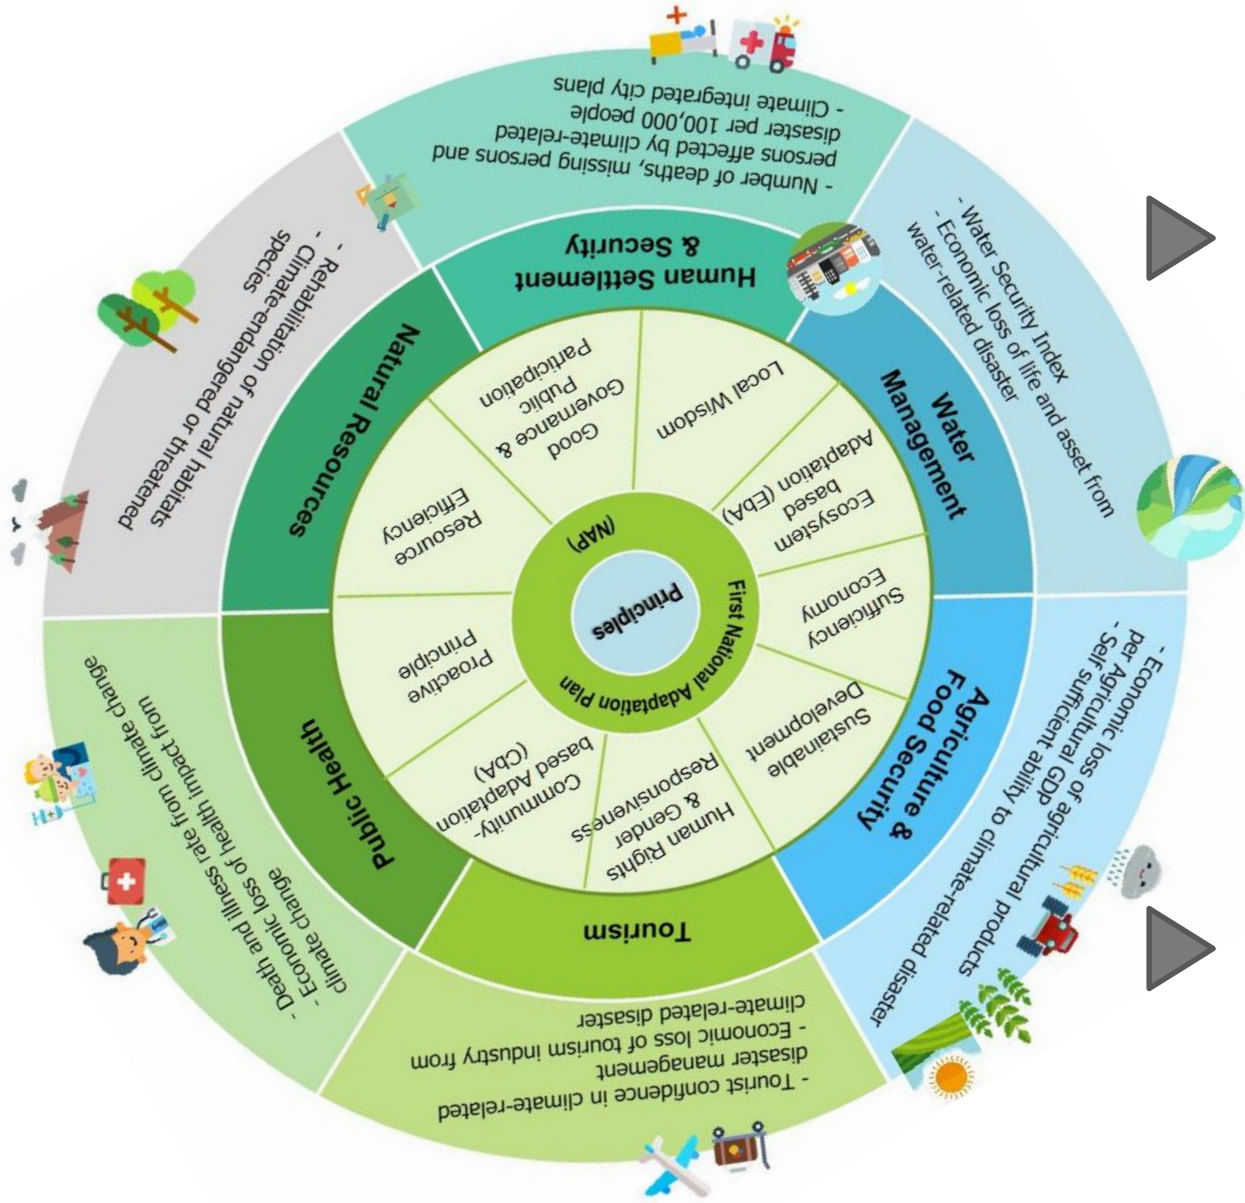 Principles
First National Adaptation Plan
(NAP)
Local Wisdom
Good
Governance &
Public
Participation
Resource
Efficiency
Proactive
Principle
Community-
based Adaptation
(CbA)
Human Rights
& Gender
Responsiveness
Sustainable
Development
Sufficiency
Economy
Ecosystem
based
Adaptation (EbA)
Human Settlement
& Security
- Number of deaths, missing persons and
persons affected by climate-related
disaster per 100,000 people
- Climate integrated city plans
Water
Management
- Water Security Index
- Economic loss of life and asset from
water-related disaster
Agriculture &
Food Security
- Economic loss of agricultural products
per Agricultural GDP
- Self sufficient ability to climate-related disaster
Tourism
- Tourist confidence in climate-related
disaster management
- Economic loss of tourism industry from
climate-related disaster
Public Health
- Death and illness rate from climate change
- Economic loss of health impact from
climate change
Natural Resources
- Rehabilitation of natural habitats
- Climate-endangered or threatened
species